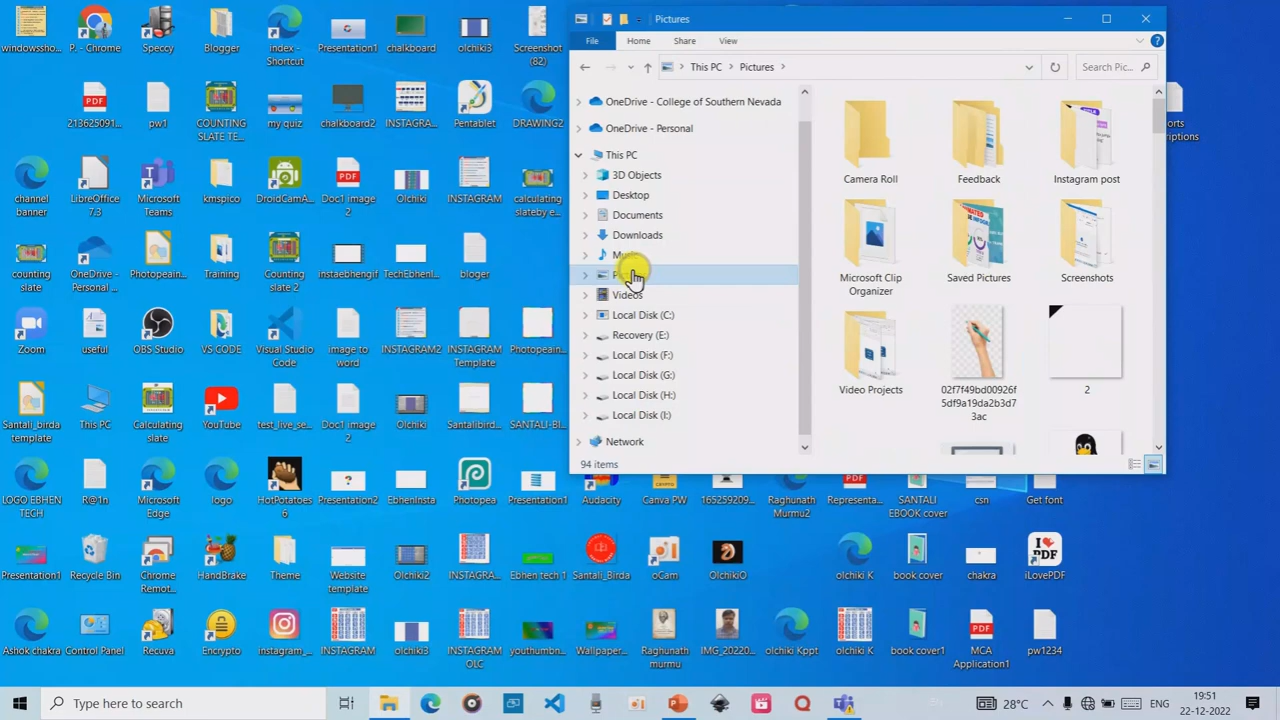 Pictures
File
Home
Share
View
This PC
Pictures
Search Pic...
OneDrive - College of Southern Nevada
OneDrive - Personal
This PC
3D Objects
Desktop
Documents
Downloads
Videos
Local Disk (C:)
Recovery (E:)
Local Disk (F:)
Local Disk (G:)
Local Disk (H:)
Local Disk (I:)
Network
94 items
Camera Roll
Feedback
Instagram post
Microsoft Clip
Organizer
Saved Pictures
Screenshots
Video Projects
02f7f49bd00926f
5df9a19da2b3d7
3ac
2
windowssho...
P. - Chrome
Speccy
Blogger
index -
Shortcut
Presentation1
chalkboard
olchiki3
Screenshot
(82)
213625091...
pw1
COUNTING
SLATE TE...
my quiz
chalkboard2
INSTAGRA...
Pentablet
DRAWING2
channel
banner
LibreOffice
7.3
Microsoft
Teams
kmspico
DroidCamA...
Doc1 image
2
Olchiki
INSTAGRAM
calculating
slateby e...
counting
slate
OneDrive -
Personal
Photopeain...
Training
Counting
slate 2
instaebhengif
TechEbhenI...
bloger
Zoom
useful
OBS Studio
VS CODE
Visual Studio
Code
image to
word
INSTAGRAM2
INSTAGRAM
Template
Photopein...
Santali_birda
template
This PC
Calculating
slate
YouTube
test_live_se...
Doc1 image
2
Olchiki
Santalibird...
SANTALI-BI...
LOGO EBHEN
TECH
R@1n
Microsoft
Edge
logo
HotPotatoes
6
Presentation2
EbhenInsta
Photopea
Presentation1
Audacity
Canva PW
165259209...
Raghunath
Murmu2
Representa...
SANTALI
EBOOK cover
csn
Get font
Presentation1
Recycle Bin
Chrome
Remot...
HandBrake
Theme
Website
template
Olchiki2
INSTAGRA...
Ebhen tech 1
Santali_Birda
oCam
OlchikiO
olchiki K
book cover
chakra
I
PDF
iLovePDF
Ashok chakra
Control Panel
Recuva
Encrypto
instagram_...
INSTAGRAM
olchiki3
INSTAGRAM
OLC
youthumbn...
Wallpaper...
Raghunath
murmu
IMG_20220...
olchiki Kppt
olchiki K
book cover1
MCA
Application1
pw1234
Type here to search
28°C
ENG
19:51
22-12-2022